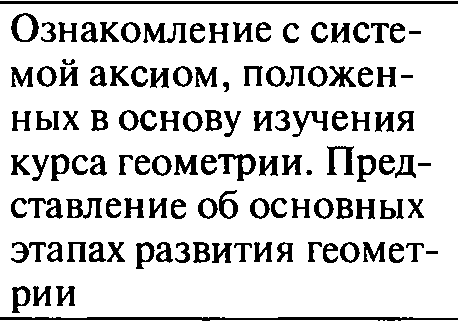 Ознакомление с систе-
мой аксиом, положен-
ных в основу изучения
курса геометрии. Пред-
ставление об основных
этапах развития геомет-
рии